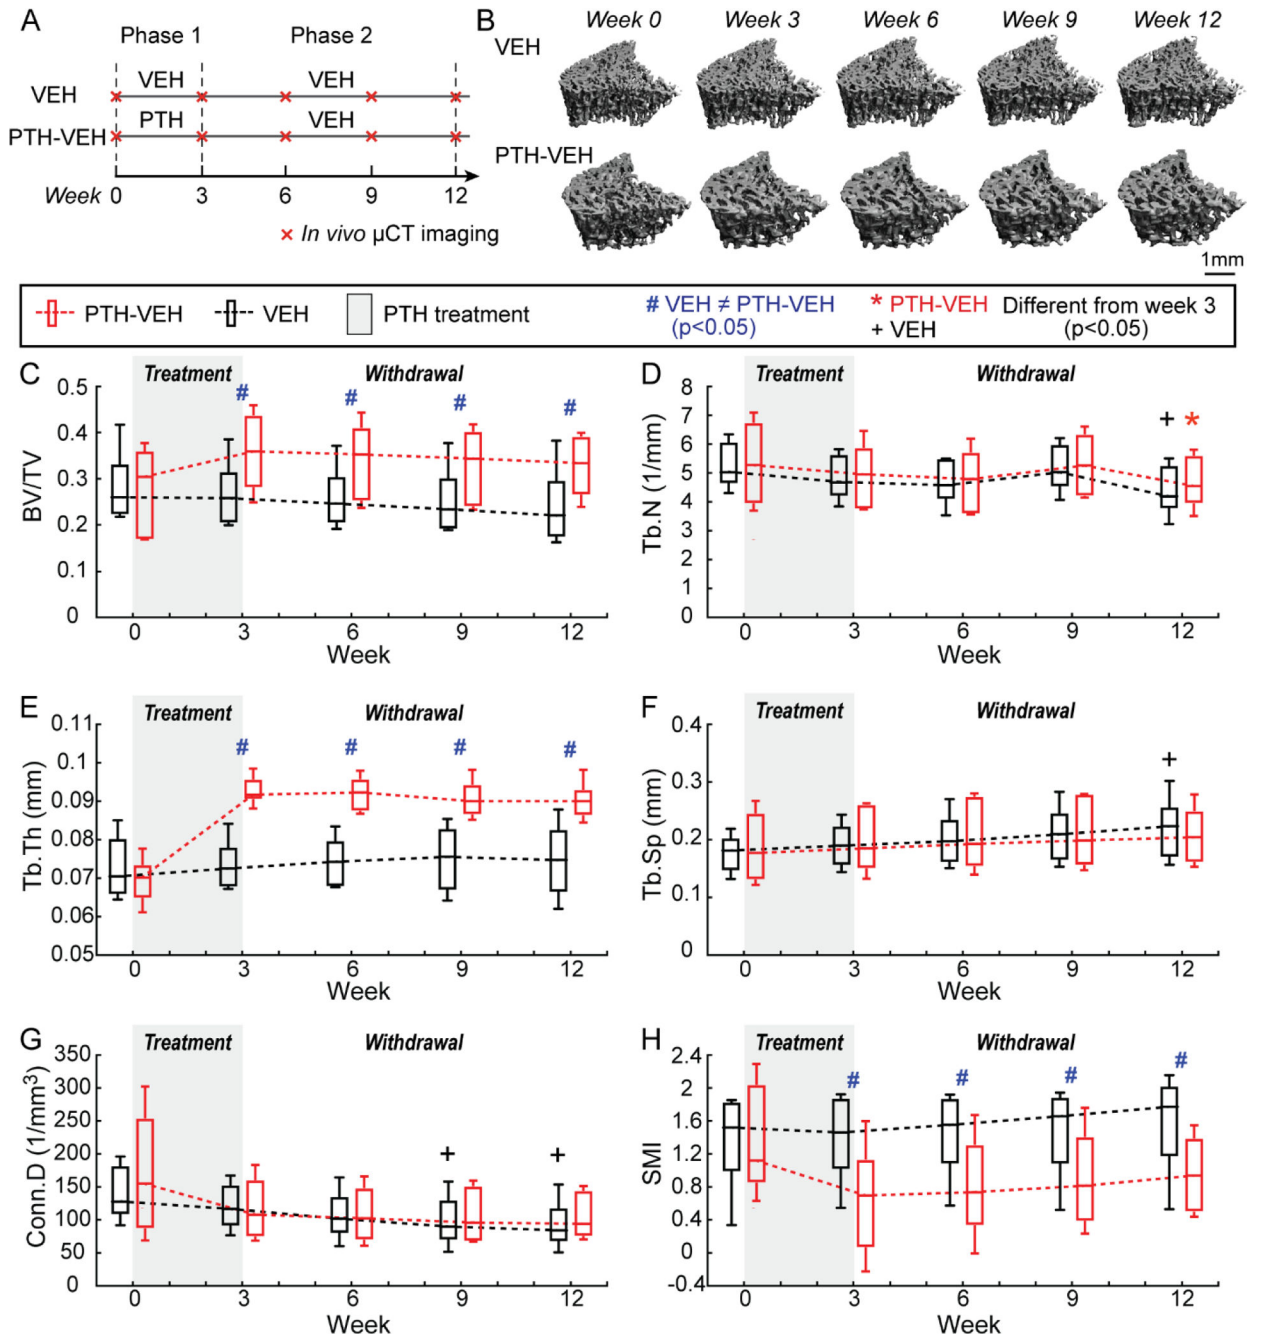 A
Phase 1
Phase 2
VEH
VEH
VEH
PTH-VEH
PTH
VEH
Week 0 3 6 9 12
× In vivo µCT imaging
B
Week 0 Week 3 Week 6 Week 9 Week 12
VEH
PTH-VEH
1mm
PTH-VEH
VEH
PTH treatment
# VEH ≠ PTH-VEH
(p<0.05)
* PTH-VEH
+ VEH
Different from week 3
(p<0.05)
C
Treatment
Withdrawal
# # # #
BV/TV
0.5
0.4
0.3
0.2
0.1
0
0 3 6 9 12
Week
D
Treatment
Withdrawal
+ *
Tb.N (1/mm)
8
7
6
5
4
3
2
1
0
0 3 6 9 12
Week
E
Treatment
Withdrawal
# # # #
Tb.Th (mm)
0.11
0.1
0.09
0.08
0.07
0.06
0.05
0 3 6 9 12
Week
F
Treatment
Withdrawal
+
Tb.Sp (mm)
0.4
0.3
0.2
0.1
0
0 3 6 9 12
Week
G
Treatment
Withdrawal
+ +
Conn.D (1/mm³)
350
300
250
200
150
100
50
0
0 3 6 9 12
Week
H
Treatment
Withdrawal
# # # #
SMI
2.4
2
1.6
1.2
0.8
0.4
0
-0.4
0 3 6 9 12
Week